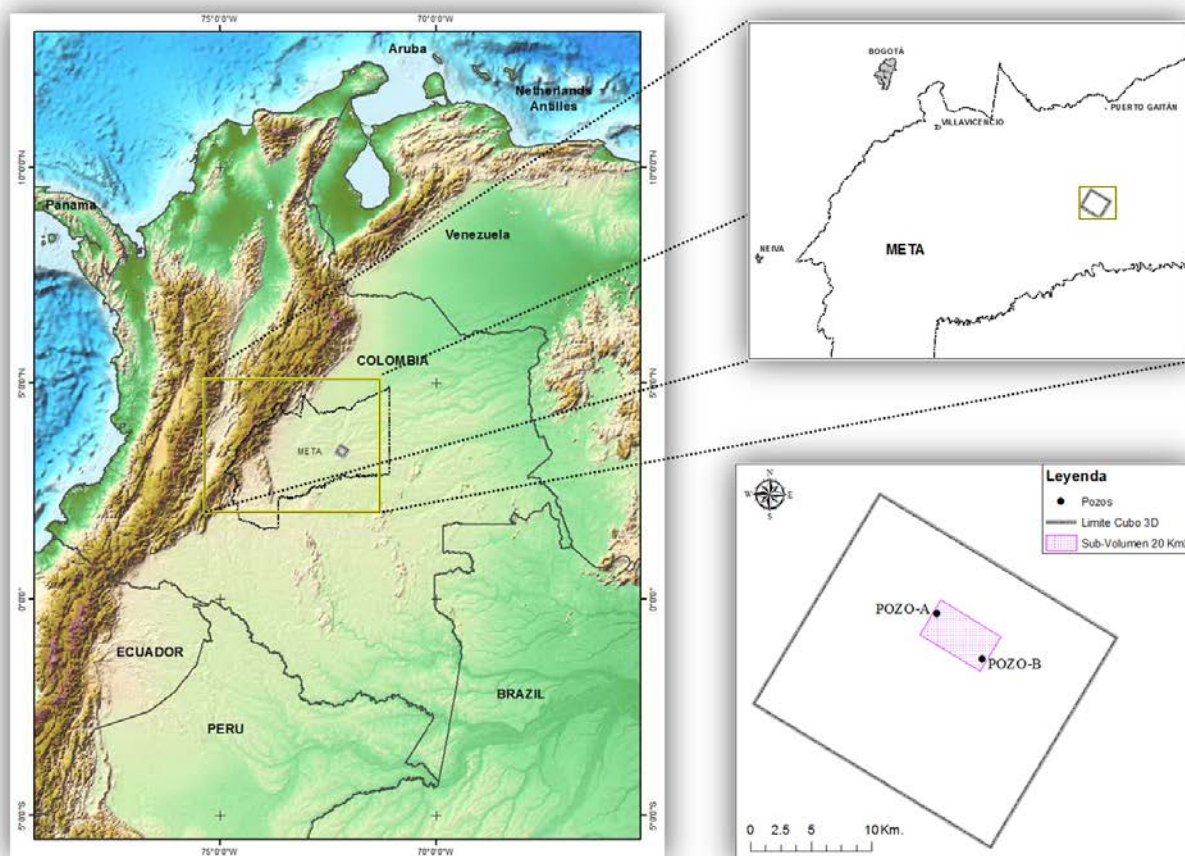 75°0'0"W
70°0'0"W
Aruba
Netherlands
Antilles
10°0'0"N
10°0'0"N
Panama
Venezuela
COLOMBIA
5°0'0"N
5°0'0"N
META
0°0'0"
0°0'0"
ECUADOR
BRAZIL
PERU
5°0'0"S
5°0'0"S
75°0'0"W
70°0'0"W
BOGOTÁ
PUERTO GAITÁN
VILLAVICENCIO
NEIVA
META
N
W
E
S
Leyenda
Pozos
Limite Cubo 3D
Sub-Volumen 20 Km2
POZO-A
POZO-B
0 2.5 5 10 Km.